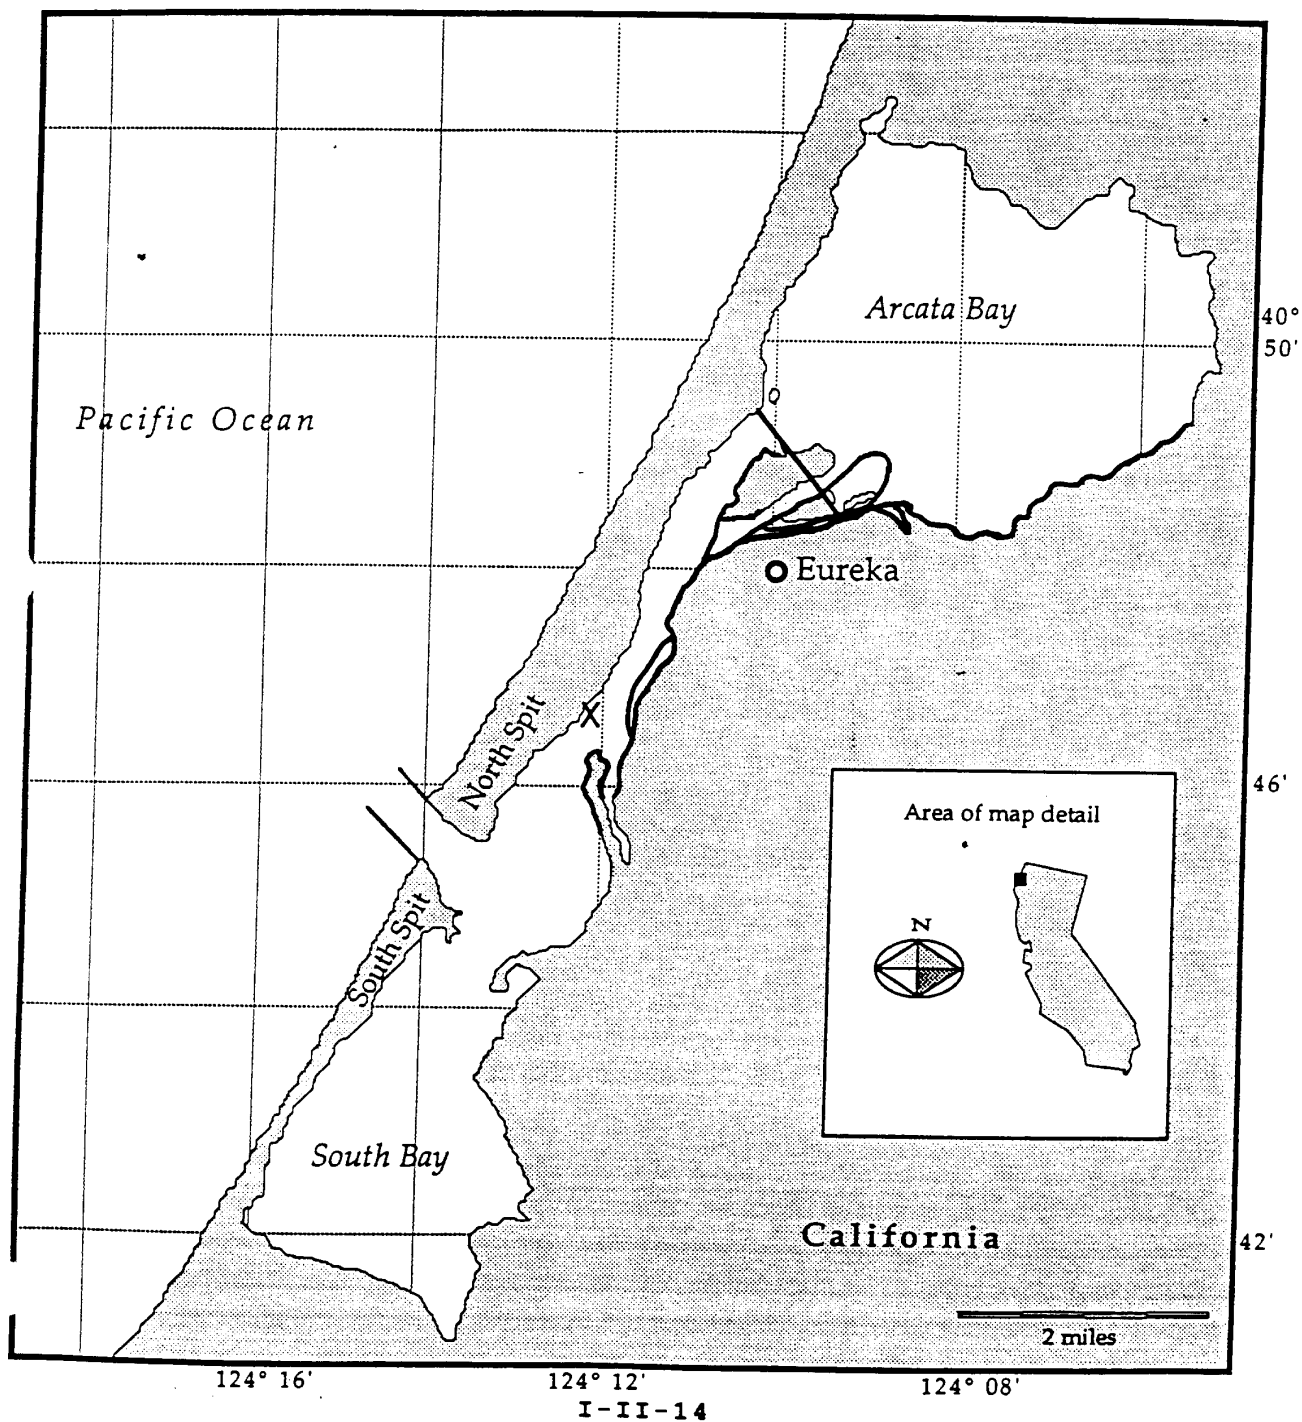 Arcata Bay
40°
50'
Pacific Ocean
Eureka
North Spit
46'
Area of map detail
South Spit
N
South Bay
California
42'
2 miles
124° 16'
124° 12'
124° 08'
I-II-14
X